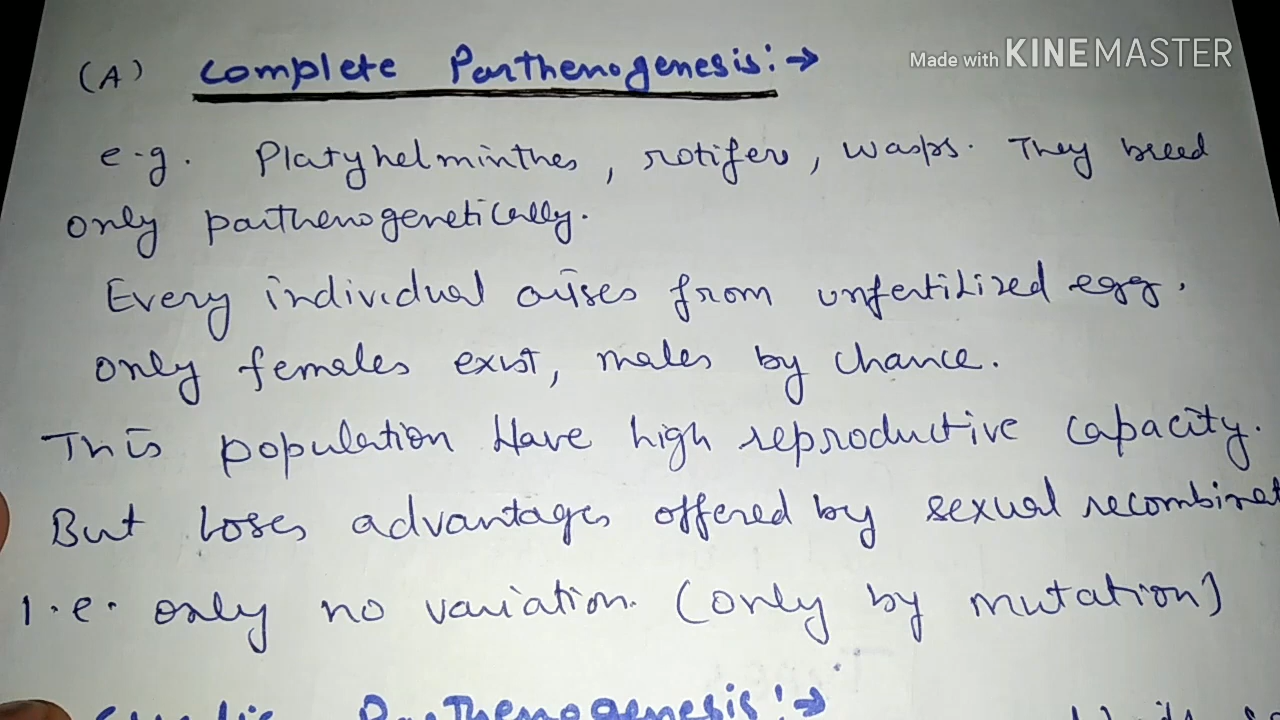 Made with KINEMASTER
(A) Complete Parthenogenesis:→
e.g. Platyhelminthes, rotifers, wasps. They breed
only parthenogenetically.
Every individual arises from unfertilized egg.
only females exist, males by chance.
This population Have high reproductive capacity.
But loses advantages offered by sexual recombinat
i.e. only no variation. (only by mutation)
Parthenogenesis:→